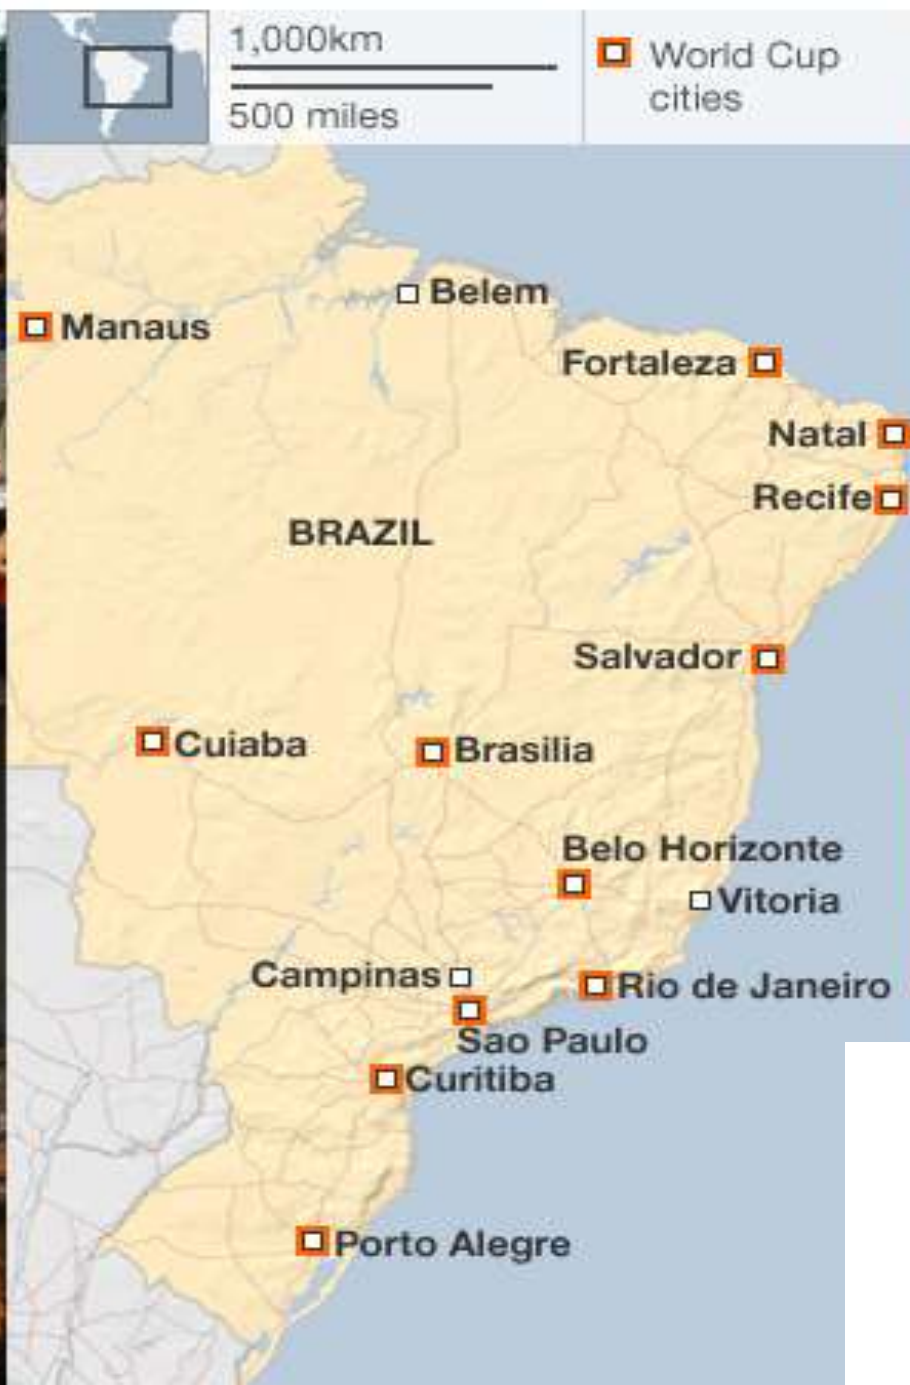 1,000km
500 miles
World Cup
cities
Belem
Manaus
Fortaleza
Natal
Recife
BRAZIL
Salvador
Cuiaba
Brasilia
Belo Horizonte
Vitoria
Campinas
Rio de Janeiro
Sao Paulo
Curitiba
Porto Alegre